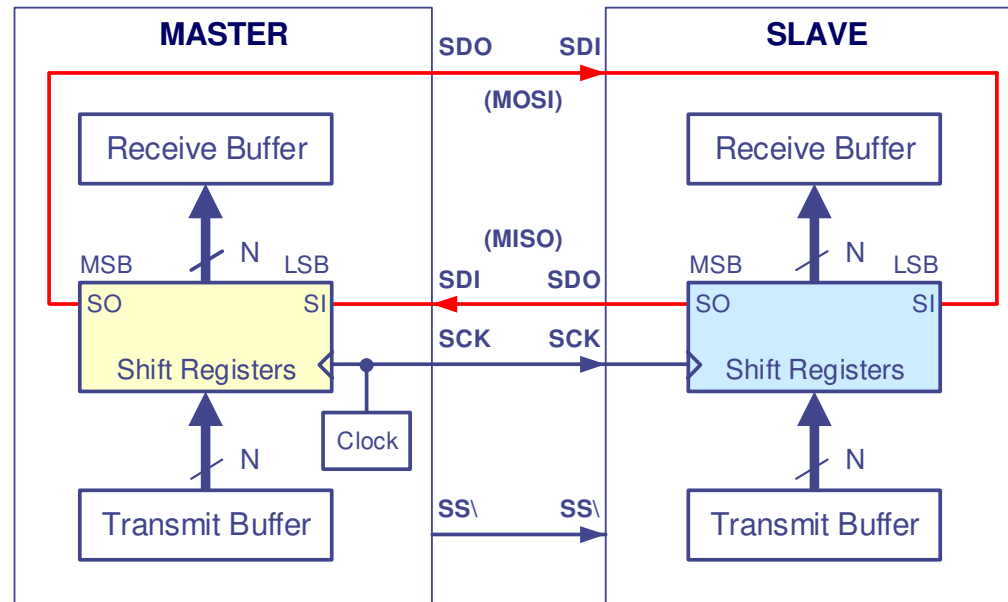 MASTER
SLAVE
SDO SDI
(MOSI)
Receive Buffer
Receive Buffer
N
(MISO)
N
MSB LSB
MSB LSB
SDI SDO
SO SI
SO SI
SCK SCK
Shift Registers
Shift Registers
Clock
N
N
SS\ SS\
Transmit Buffer
Transmit Buffer